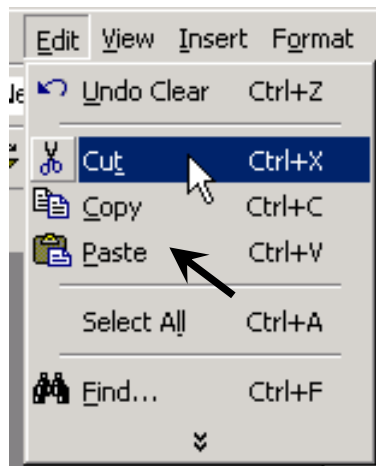 Edit View Insert Format
Undo Clear Ctrl+Z
Cut Ctrl+X
Copy Ctrl+C
Paste Ctrl+V
Select All Ctrl+A
Find... Ctrl+F